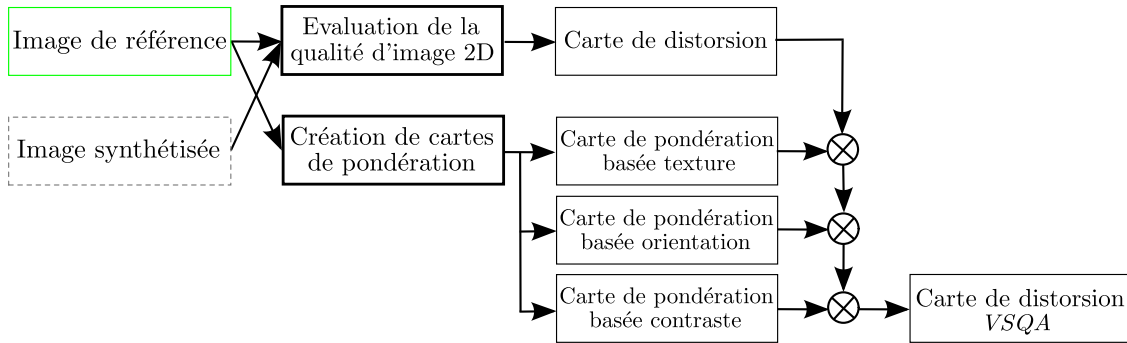 Image de référence
Evaluation de la
qualité d'image 2D
Carte de distorsion
Image synthétisée
Création de cartes
de pondération
Carte de pondération
basée texture
Carte de pondération
basée orientation
Carte de pondération
basée contraste
Carte de distorsion
VSQA